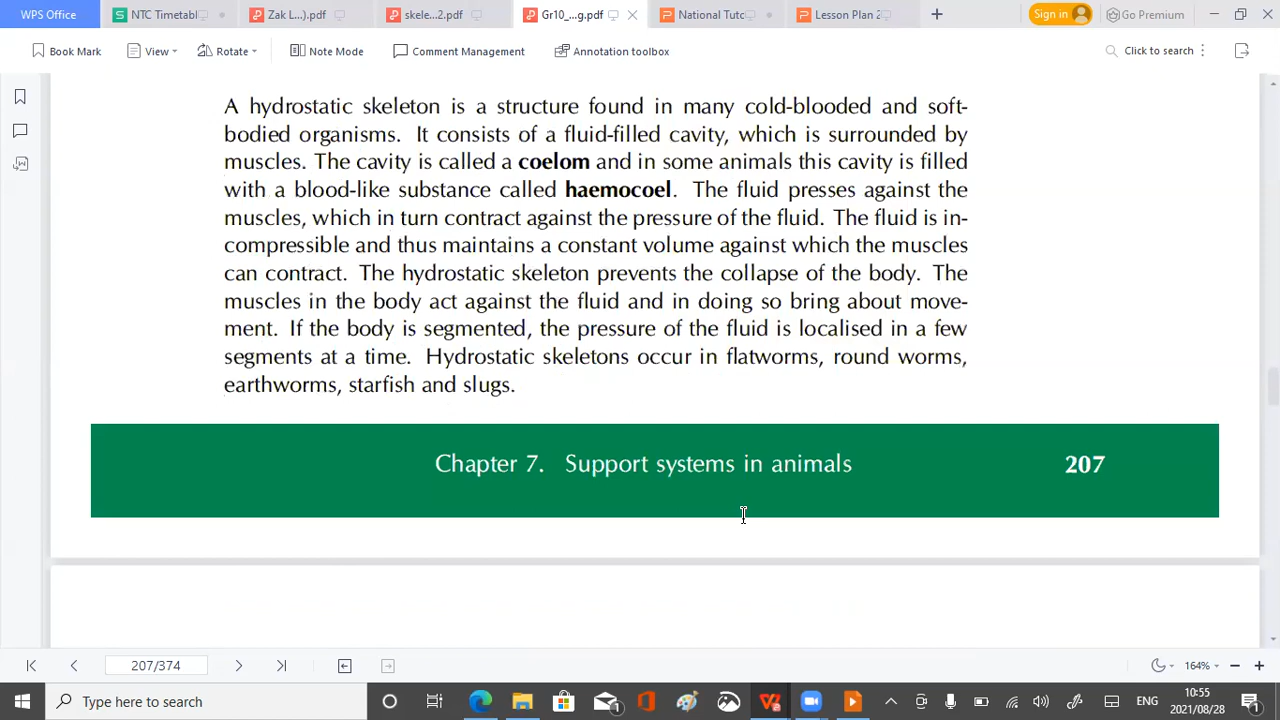 WPS Office NTC Timetabl Zak L...).pdf skele...2.pdf Gr10_...g.pdf National Tuto Lesson Plan 2 Sign in Go Premium
Book Mark View Rotate Note Mode Comment Management Annotation toolbox Click to search
A hydrostatic skeleton is a structure found in many cold-blooded and soft-
bodied organisms. It consists of a fluid-filled cavity, which is surrounded by
muscles. The cavity is called a coelom and in some animals this cavity is filled
with a blood-like substance called haemocoel. The fluid presses against the
muscles, which in turn contract against the pressure of the fluid. The fluid is in-
compressible and thus maintains a constant volume against which the muscles
can contract. The hydrostatic skeleton prevents the collapse of the body. The
muscles in the body act against the fluid and in doing so bring about move-
ment. If the body is segmented, the pressure of the fluid is localised in a few
segments at a time. Hydrostatic skeletons occur in flatworms, round worms,
earthworms, starfish and slugs.
Chapter 7. Support systems in animals 207
207/374 164%
Type here to search ENG 10:55
2021/08/28